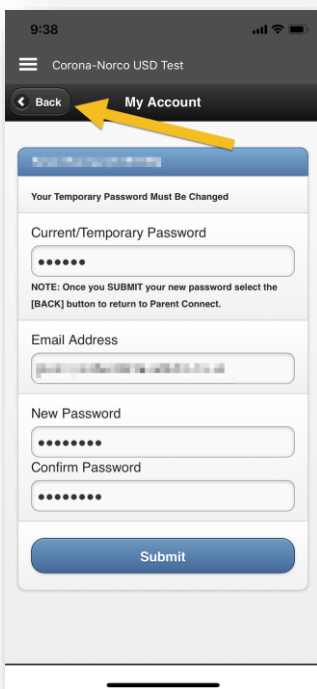 9:38
Corona-Norco USD Test
Back
My Account
Your Temporary Password Must Be Changed
Current/Temporary Password
••••••
NOTE: Once you SUBMIT your new password select the
[BACK] button to return to Parent Connect.
Email Address
New Password
••••••••
Confirm Password
••••••••
Submit